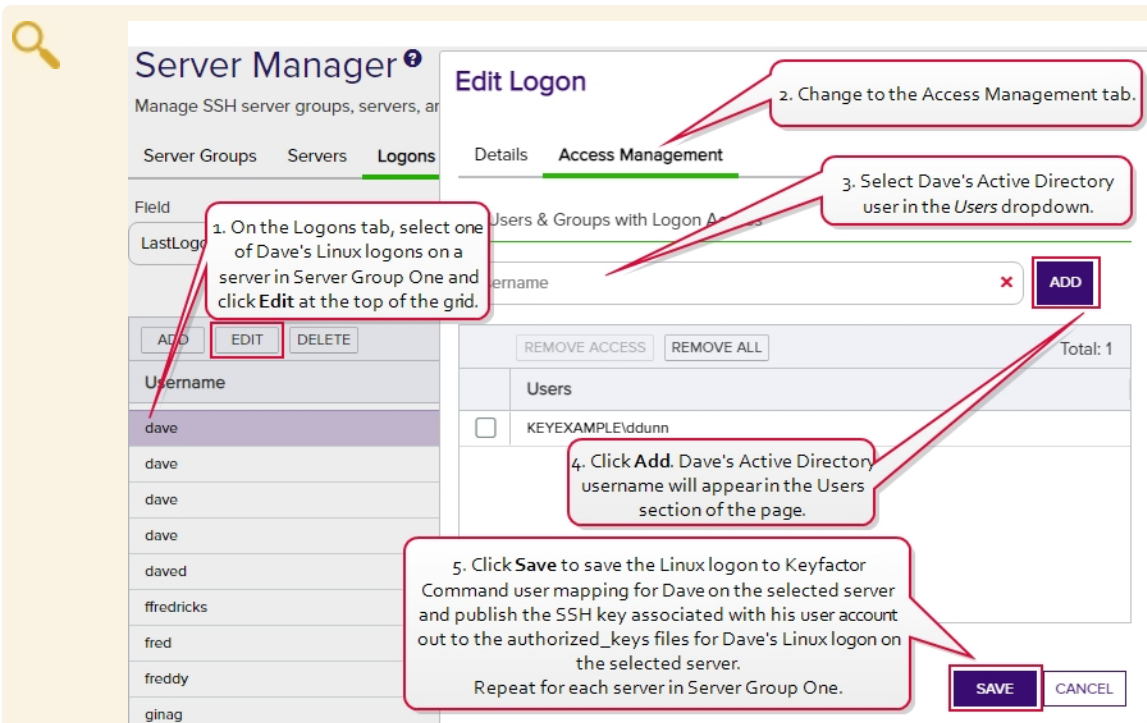 Server Manager ?
Manage SSH server groups, servers, ar
Server Groups Servers Logons
Field
LastLogo
ADD EDIT DELETE
Username
dave
dave
dave
dave
daved
ffredricks
fred
freddy
ginag
Edit Logon
Details Access Management
Users & Groups with Logon Access
ername
ADD
REMOVE ACCESS REMOVE ALL Total: 1
Users
KEYEXAMPLE\ddunn
SAVE CANCEL
1. On the Logons tab, select one
of Dave's Linux logons on a
server in Server Group One and
click Edit at the top of the grid.
2. Change to the Access Management tab.
3. Select Dave's Active Directory
user in the Users dropdown.
4. Click Add. Dave's Active Directory
username will appear in the Users
section of the page.
5. Click Save to save the Linux logon to Keyfactor
Command user mapping for Dave on the selected server
and publish the SSH key associated with his user account
out to the authorized_keys files for Dave's Linux logon on
the selected server.
Repeat for each server in Server Group One.